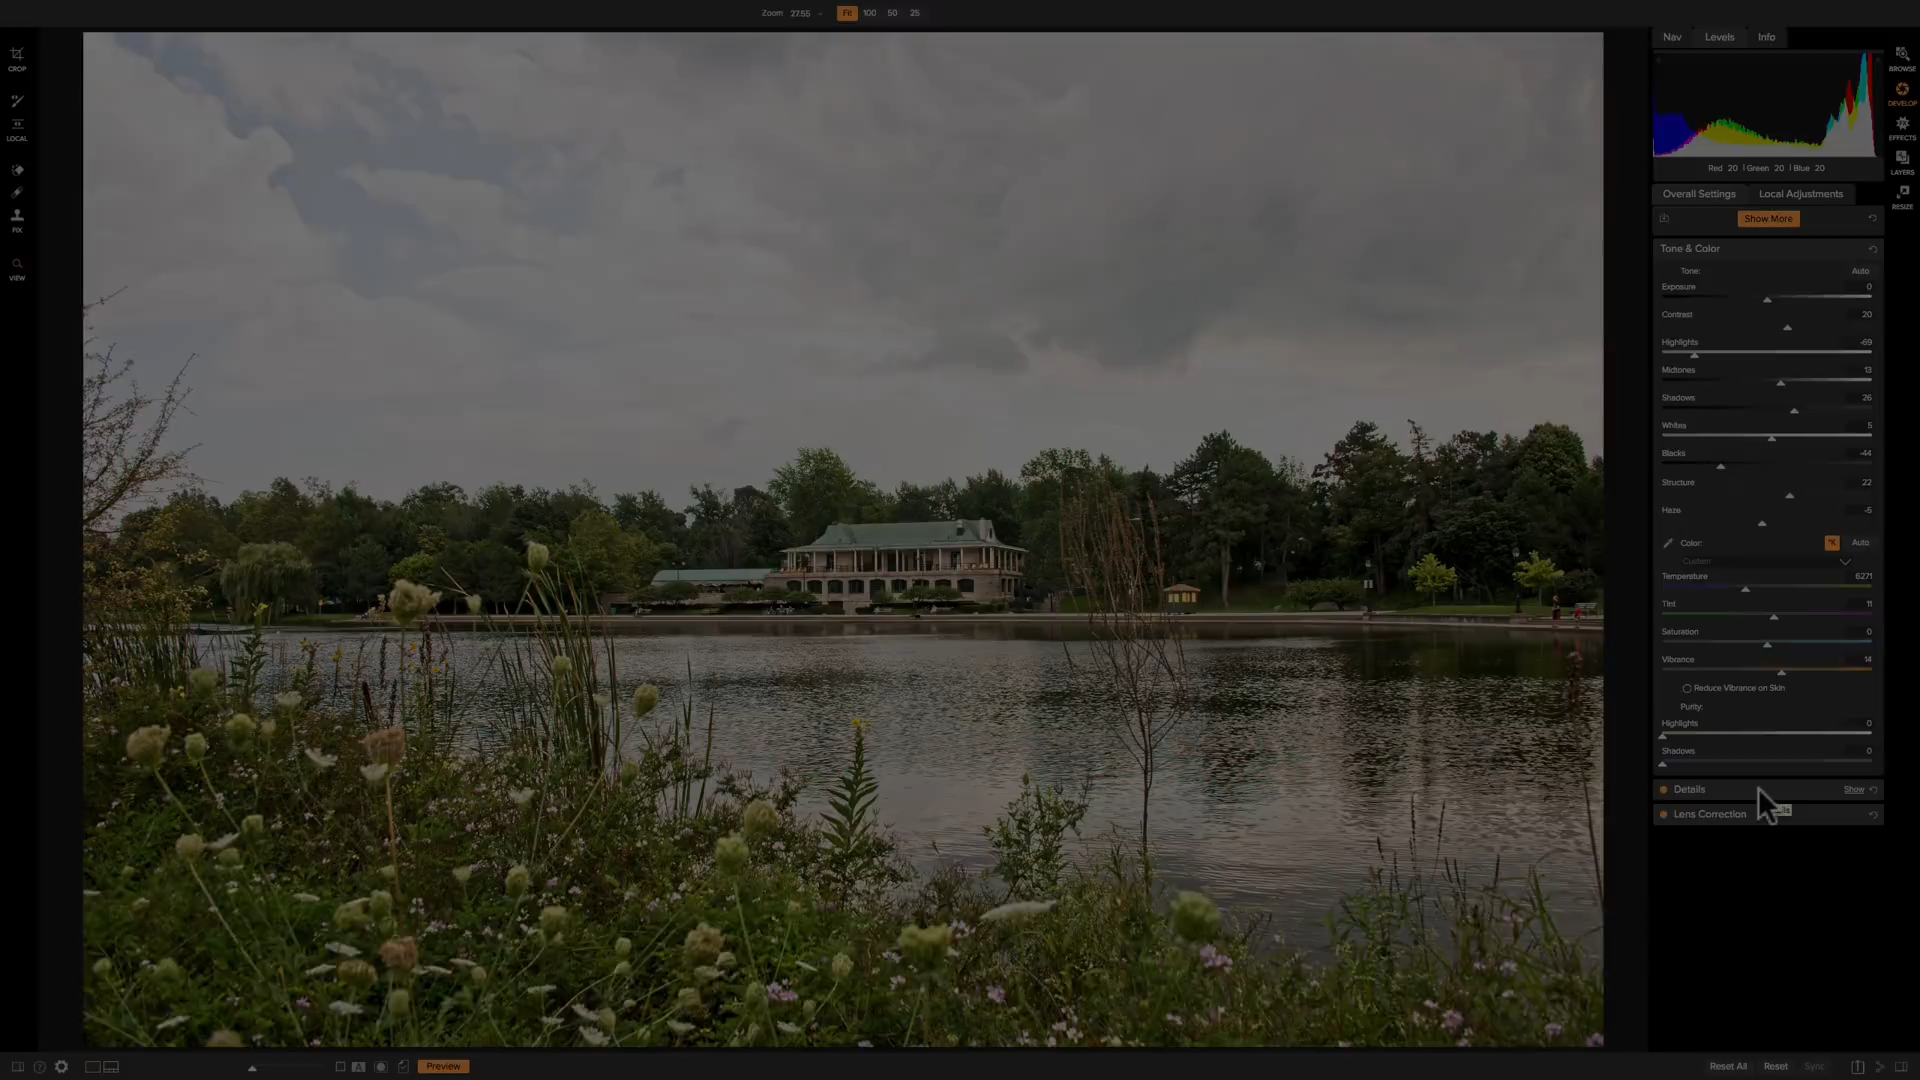 Zoom 27.55 Fit 100 50 25
CROP
LOCAL
FIX
VIEW
Nav Levels Info
Red 20 | Green 20 | Blue 20
BROWSE
DEVELOP
EFFECTS
LAYERS
RESIZE
Overall Settings Local Adjustments
Show More
Tone & Color
Tone: Auto
Exposure 0
Contrast 20
Highlights -69
Midtones 13
Shadows 26
Whites 5
Blacks -44
Structure 22
Haze -5
Color: °K Auto
Custom
Temperature 6271
Tint 11
Saturation 0
Vibrance 14
Reduce Vibrance on Skin
Purity:
Highlights 0
Shadows 0
Details Show
Lens Correction
A Preview
Reset All Reset Sync